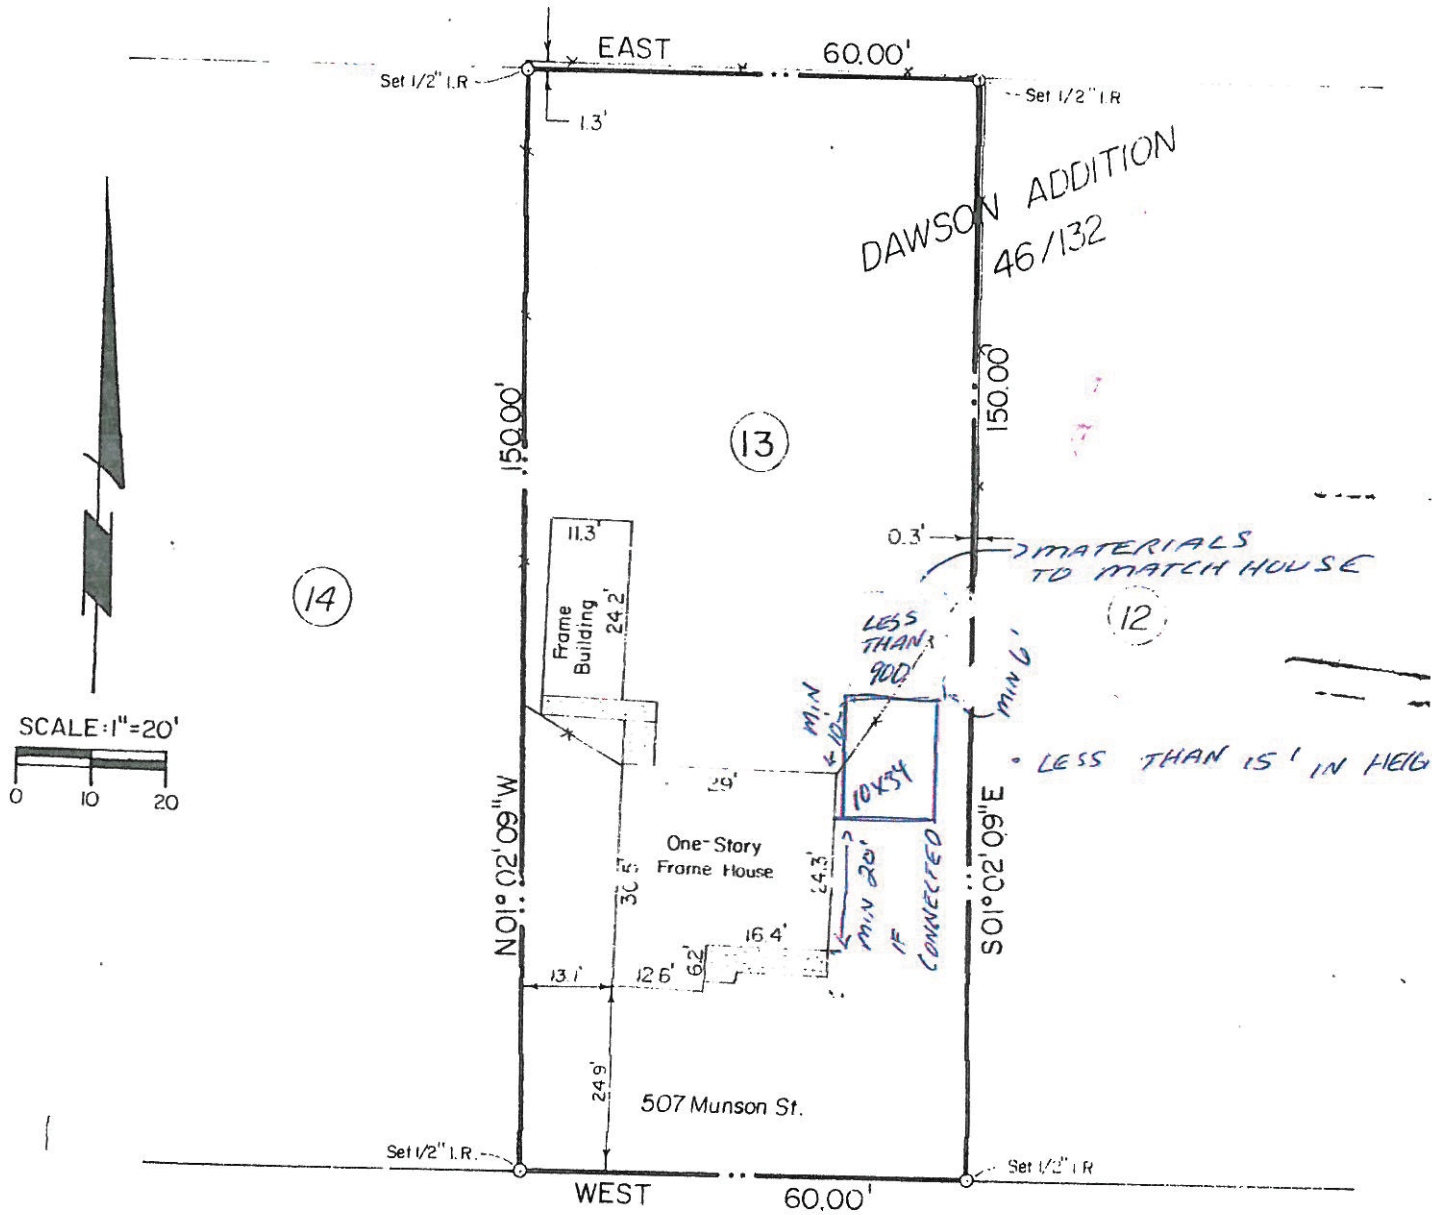 EAST 60.00'
Set 1/2" I.R
Set 1/2" I.R
1.3'
DAWSON ADDITION
46/132
150.00'
150.00
13
11.3'
Frame
Building
24.2'
0.3'
MATERIALS
TO MATCH HOUSE
14
12
LESS
THAN
900
MIN 6'
MIN
10'
SCALE: 1"=20'
0 10 20
29'
10X34
• LESS THAN 15' IN HEIG
N01°02'09"W
S01°02'09"E
One-Story
Frame House
30.5'
24.3'
MIN 20'
IF
CONNECTED
16.4'
6.2'
13.1' 12.6'
24.9'
507 Munson St.
Set 1/2" I.R.
Set 1/2" I R
WEST 60.00'